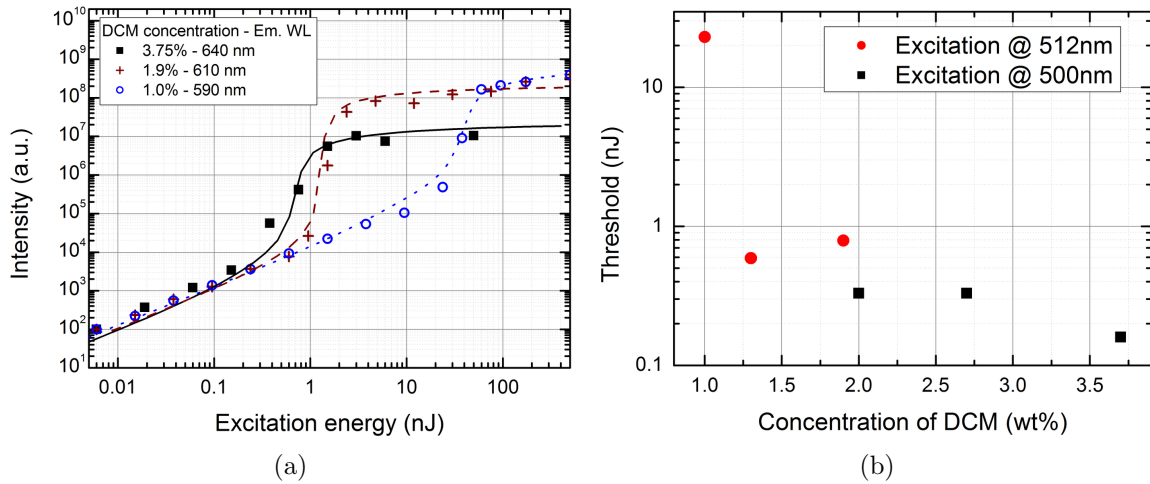 DCM concentration - Em. WL
3.75% - 640 nm
1.9% - 610 nm
1.0% - 590 nm
Intensity (a.u.)
10^10
10^9
10^8
10^7
10^6
10^5
10^4
10^3
10^2
10^1
0.01 0.1 1 10 100
Excitation energy (nJ)
(a)
Excitation @ 512nm
Excitation @ 500nm
Threshold (nJ)
10
1
0.1
1.0 1.5 2.0 2.5 3.0 3.5
Concentration of DCM (wt%)
(b)